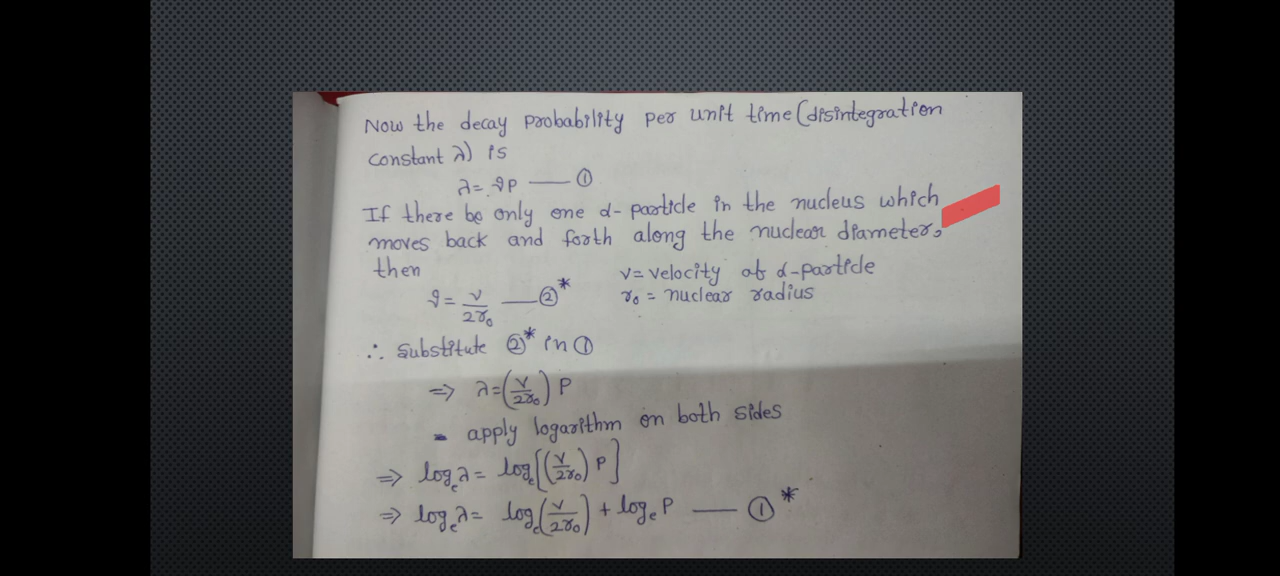 Now the decay probability per unit time (disintegration
constant λ) is
λ = ϑP —— ①
If there be only one α-particle in the nucleus which
moves back and forth along the nuclear diameter,
then
v = velocity of α-particle
ϑ = v/2r₀ —— ②*
r₀ = nuclear radius
∴ Substitute ②* in ①
⇒ λ = (v/2r₀) P
- apply logarithm on both sides
⇒ logₑλ = logₑ[(v/2r₀) P]
⇒ logₑλ = logₑ(v/2r₀) + logₑP —— ①*